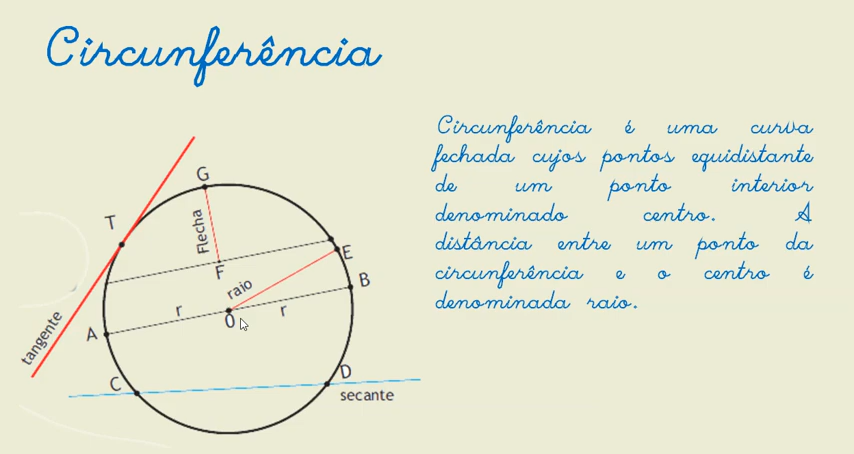 Circunferência
Circunferência é uma curva
fechada cujos pontos equidistante
de um ponto interior
denominado centro. A
distância entre um ponto da
circunferência e o centro é
denominada raio.
G
T
Flecha
E
F
raio
B
r
r
O
A
tangente
C
D
secante